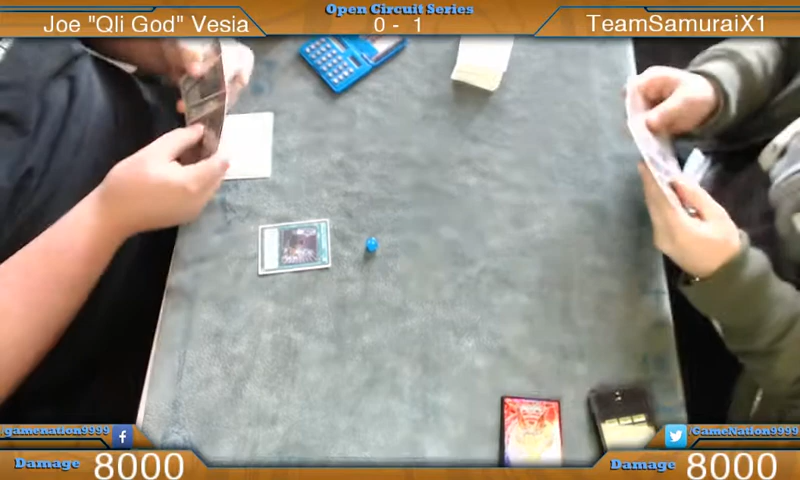 Open Circuit Series
Joe "Qli God" Vesia
0 - 1
TeamSamuraiX1
gamenation9999
/GameNation9999
Damage 8000
Damage 8000